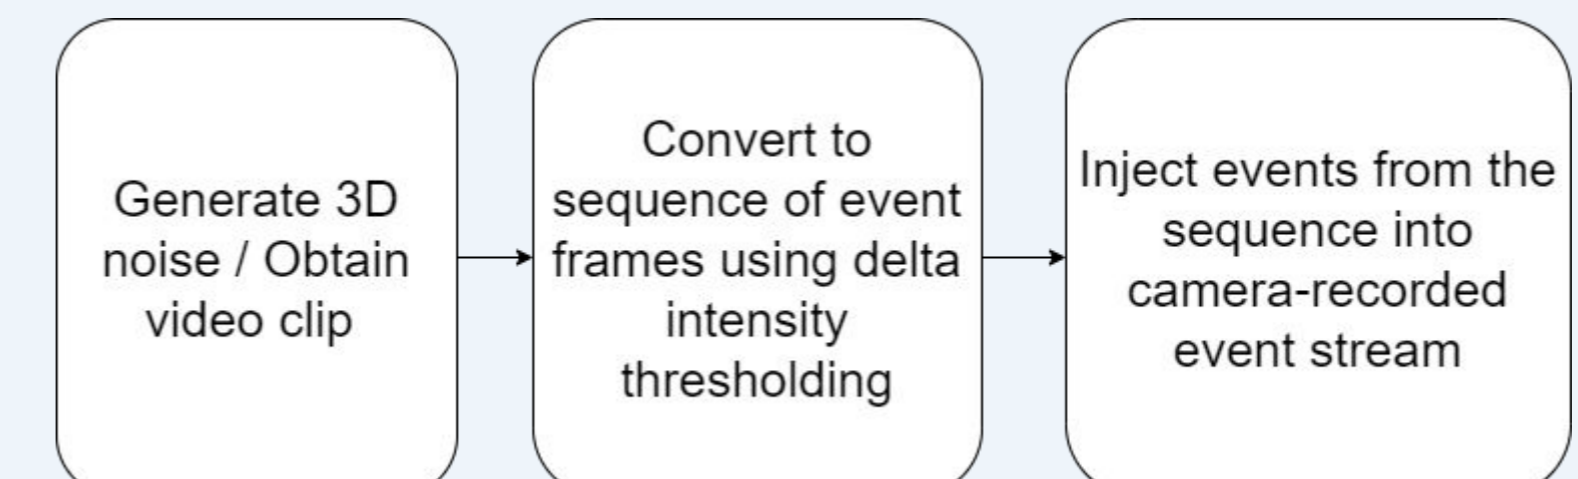 Generate 3D
noise / Obtain
video clip
Convert to
sequence of event
frames using delta
intensity
thresholding
Inject events from the
sequence into
camera-recorded
event stream